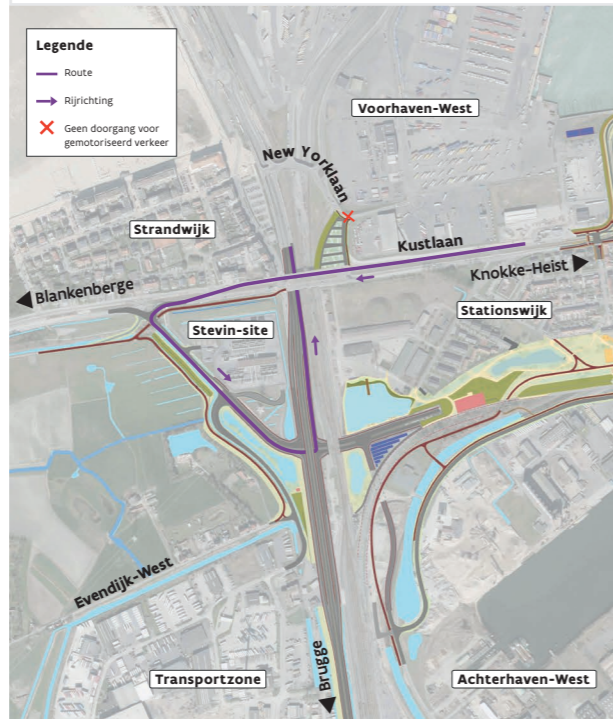 Legende
Route
Rijrichting
Geen doorgang voor
gemotoriseerd verkeer
Voorhaven-West
New Yorklaan
Strandwijk
Kustlaan
Knokke-Heist
Blankenberge
Stationswijk
Stevin-site
Evendijk-West
Transportzone
Brugge
Achterhaven-West